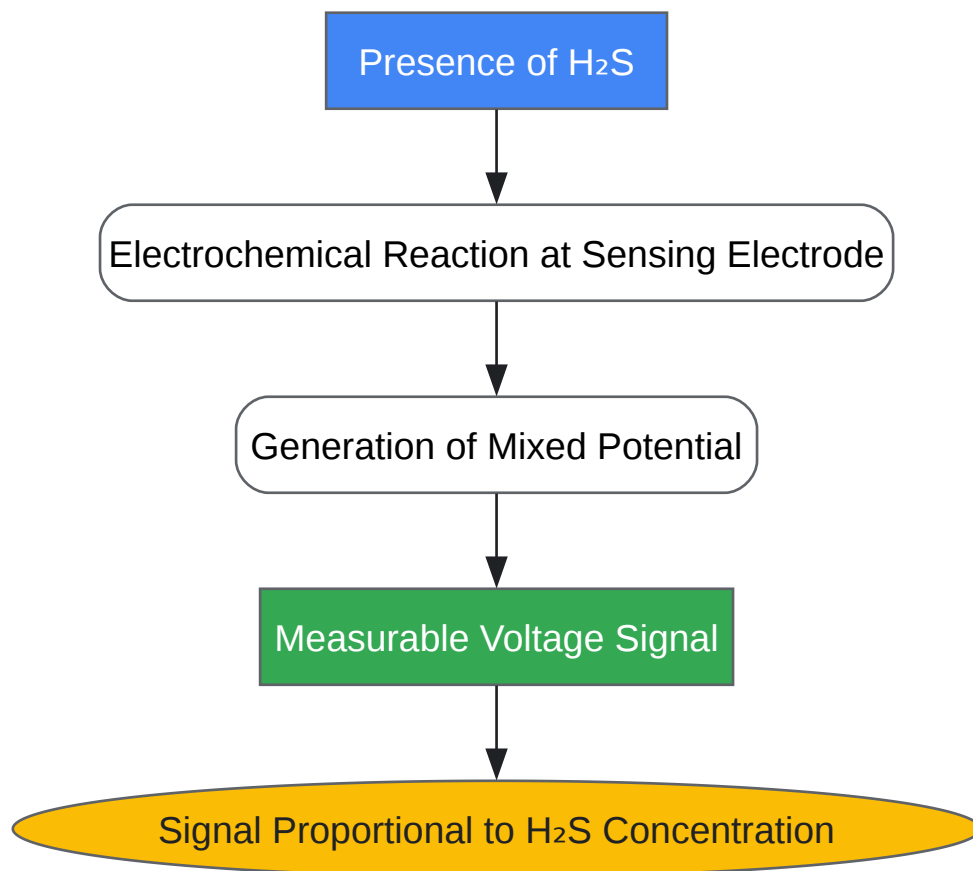 Presence of H₂S
Electrochemical Reaction at Sensing Electrode
Generation of Mixed Potential
Measurable Voltage Signal
Signal Proportional to H₂S Concentration